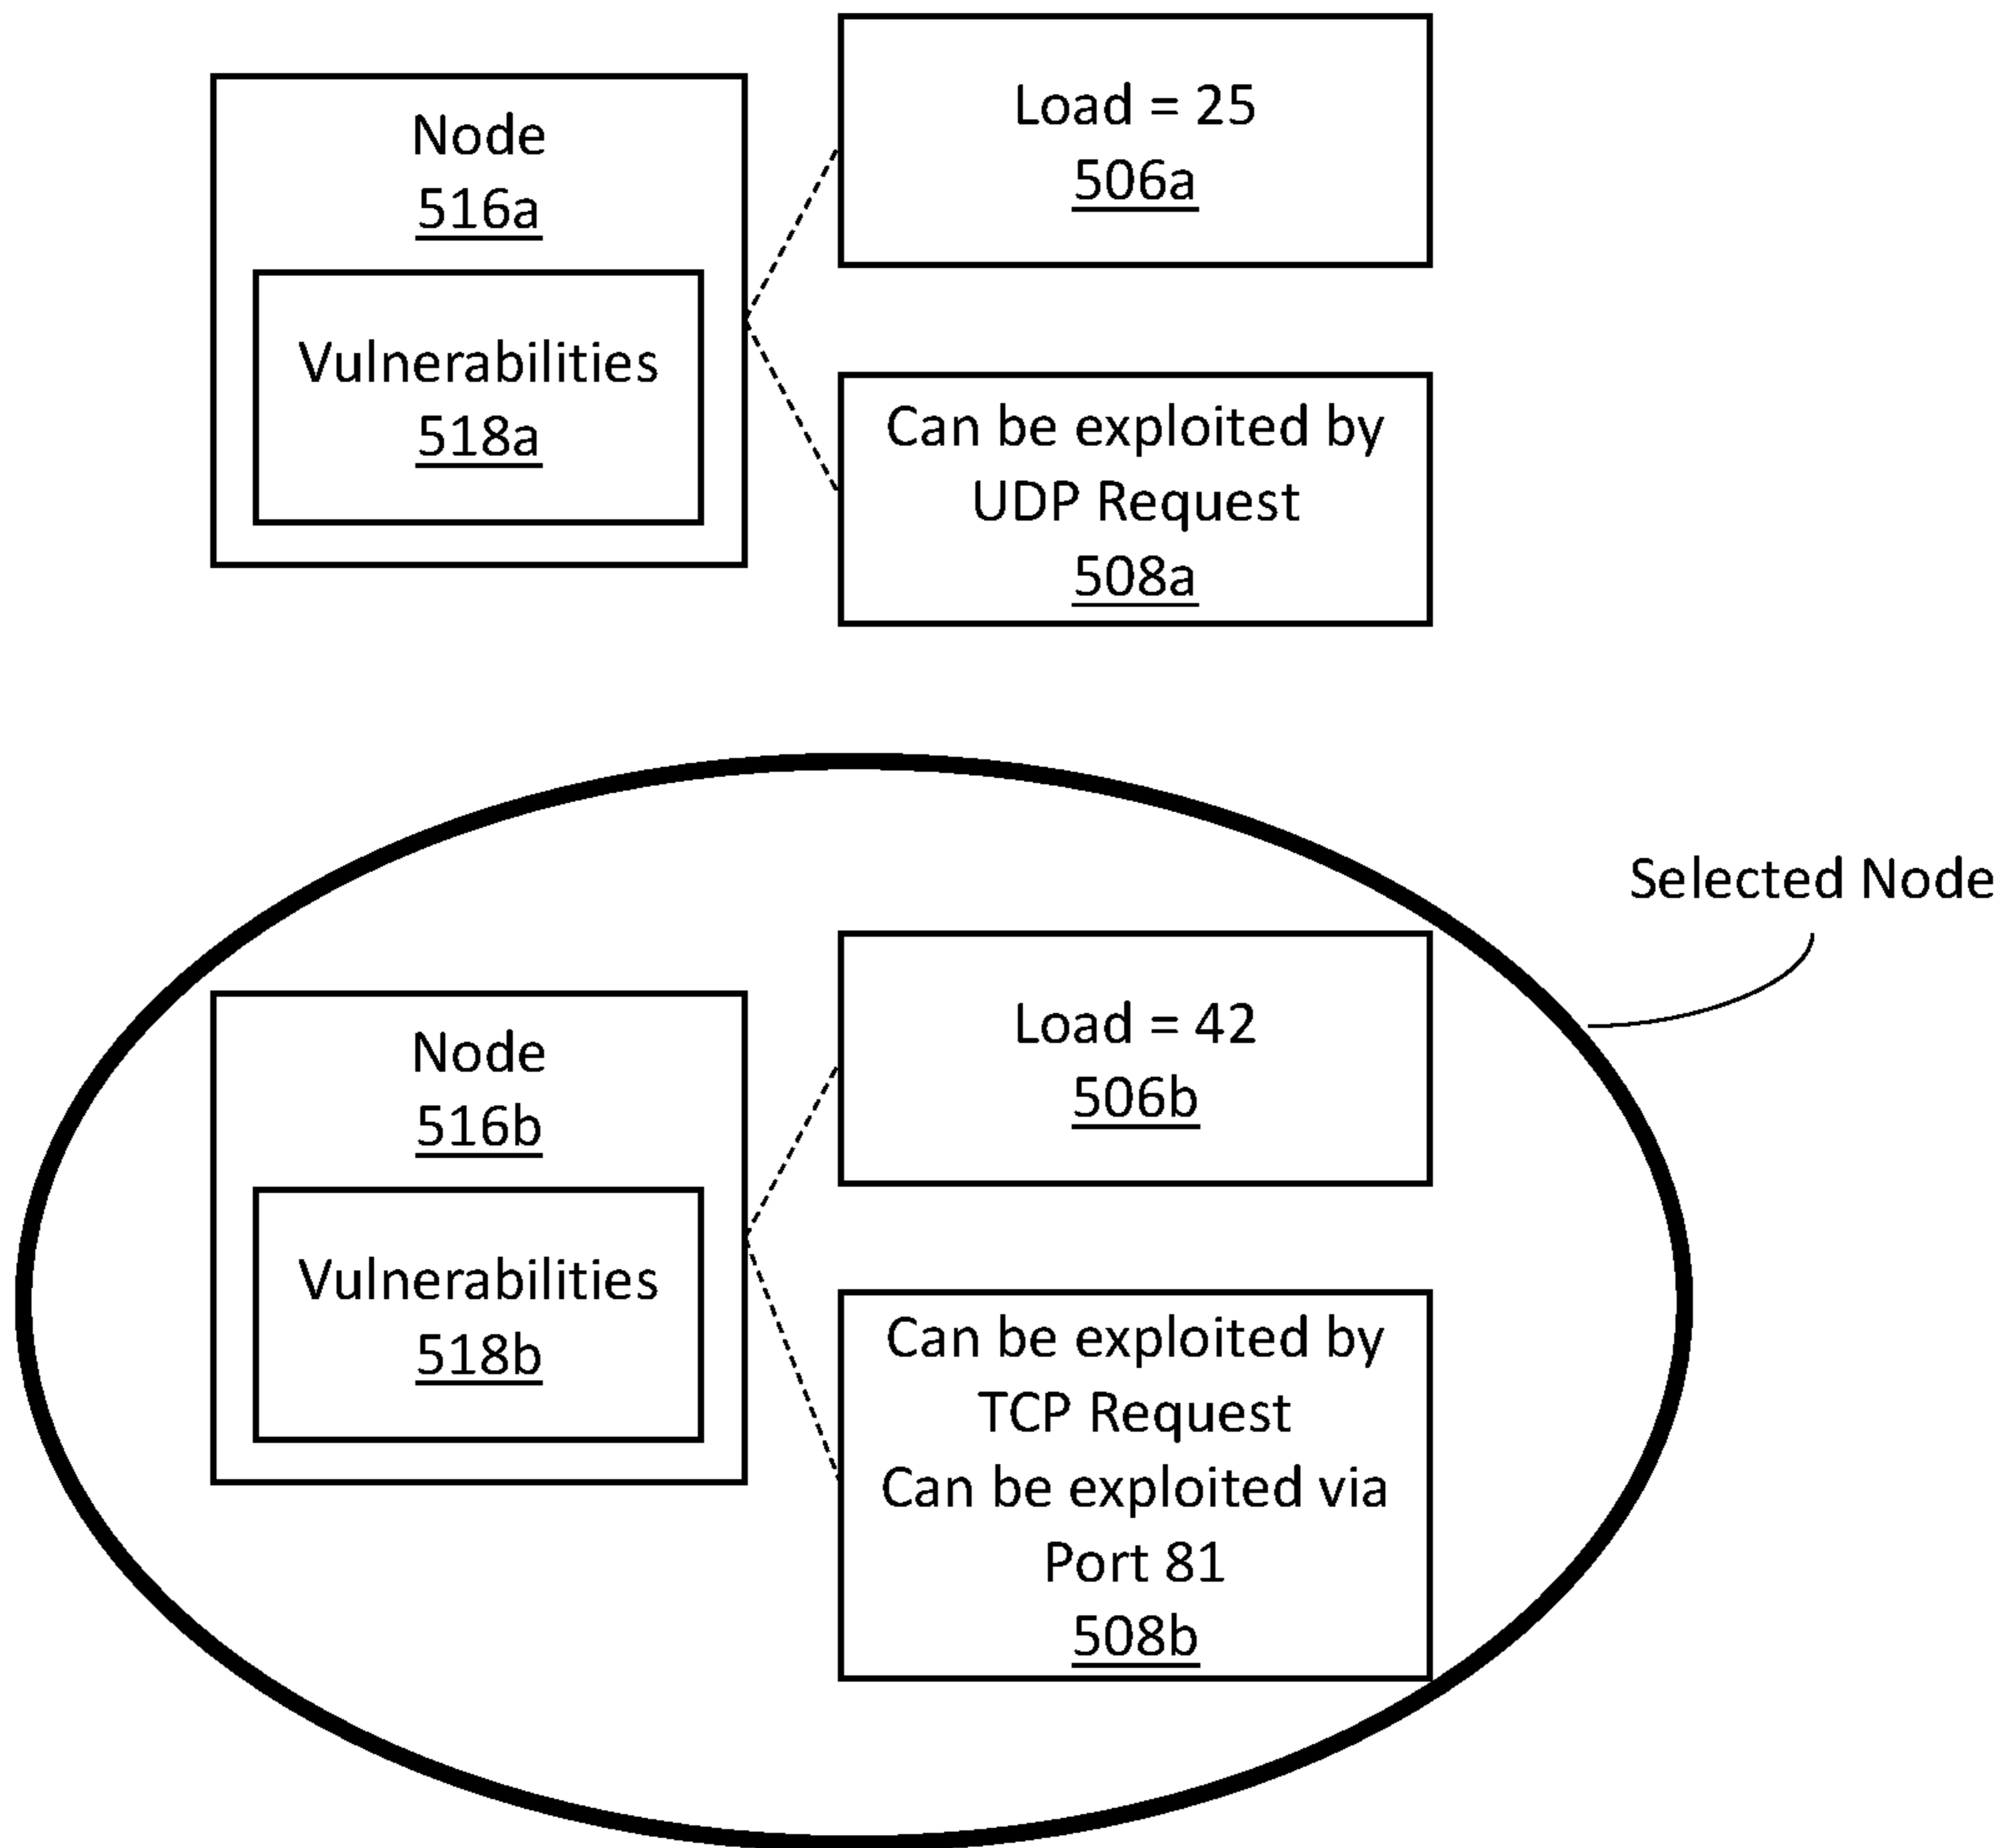 Node
516a
Vulnerabilities
518a
Load = 25
506a
Can be exploited by
UDP Request
508a
Selected Node
Node
516b
Vulnerabilities
518b
Load = 42
506b
Can be exploited by
TCP Request
Can be exploited via
Port 81
508b